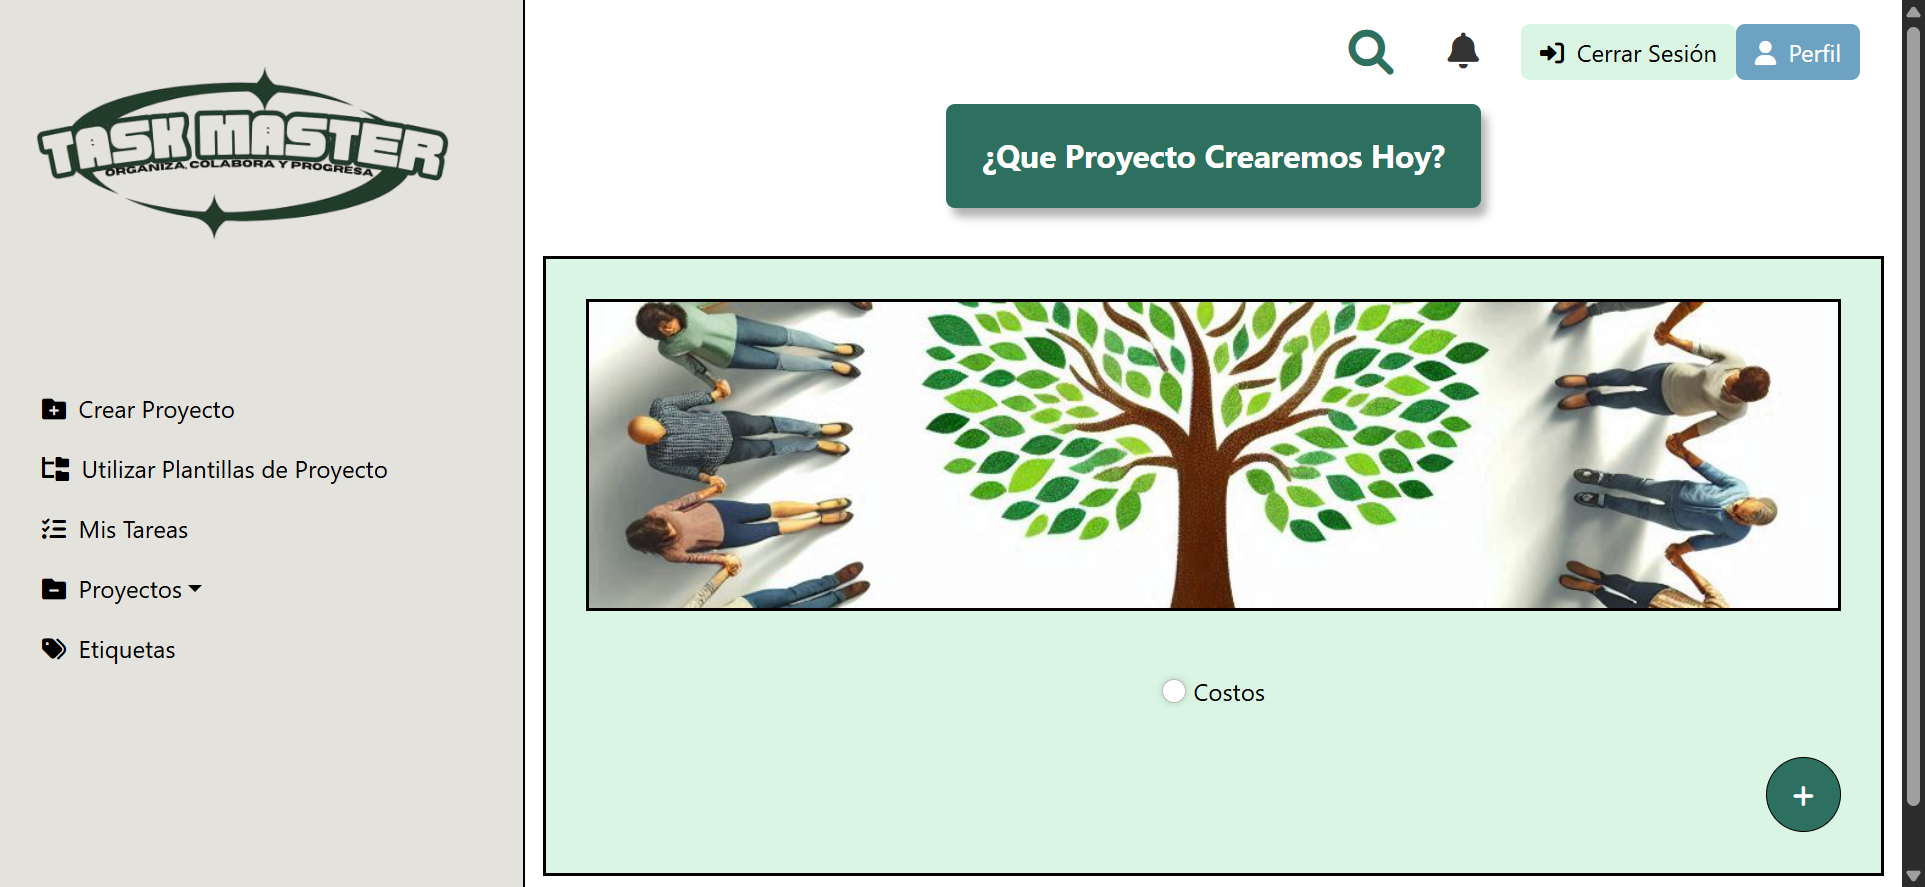 TASK MASTER
ORGANIZA, COLABORA Y PROGRESA
Crear Proyecto
Utilizar Plantillas de Proyecto
Mis Tareas
Proyectos
Etiquetas
Cerrar Sesión
Perfil
¿Que Proyecto Crearemos Hoy?
Costos